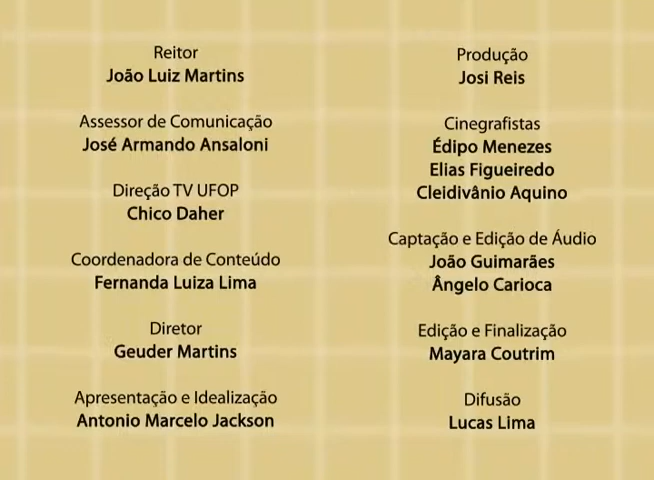 Reitor
João Luiz Martins
Assessor de Comunicação
José Armando Ansaloni
Direção TV UFOP
Chico Daher
Coordenadora de Conteúdo
Fernanda Luiza Lima
Diretor
Geuder Martins
Apresentação e Idealização
Antonio Marcelo Jackson
Produção
Josi Reis
Cinegrafistas
Édipo Menezes
Elias Figueiredo
Cleidivânio Aquino
Captação e Edição de Áudio
João Guimarães
Ângelo Carioca
Edição e Finalização
Mayara Coutrim
Difusão
Lucas Lima